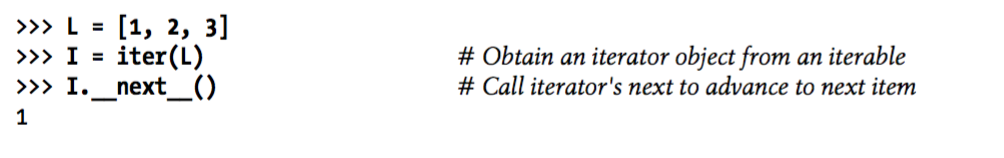 >>> L = [1, 2, 3]
>>> I = iter(L) # Obtain an iterator object from an iterable
>>> I.__next__() # Call iterator's next to advance to next item
1